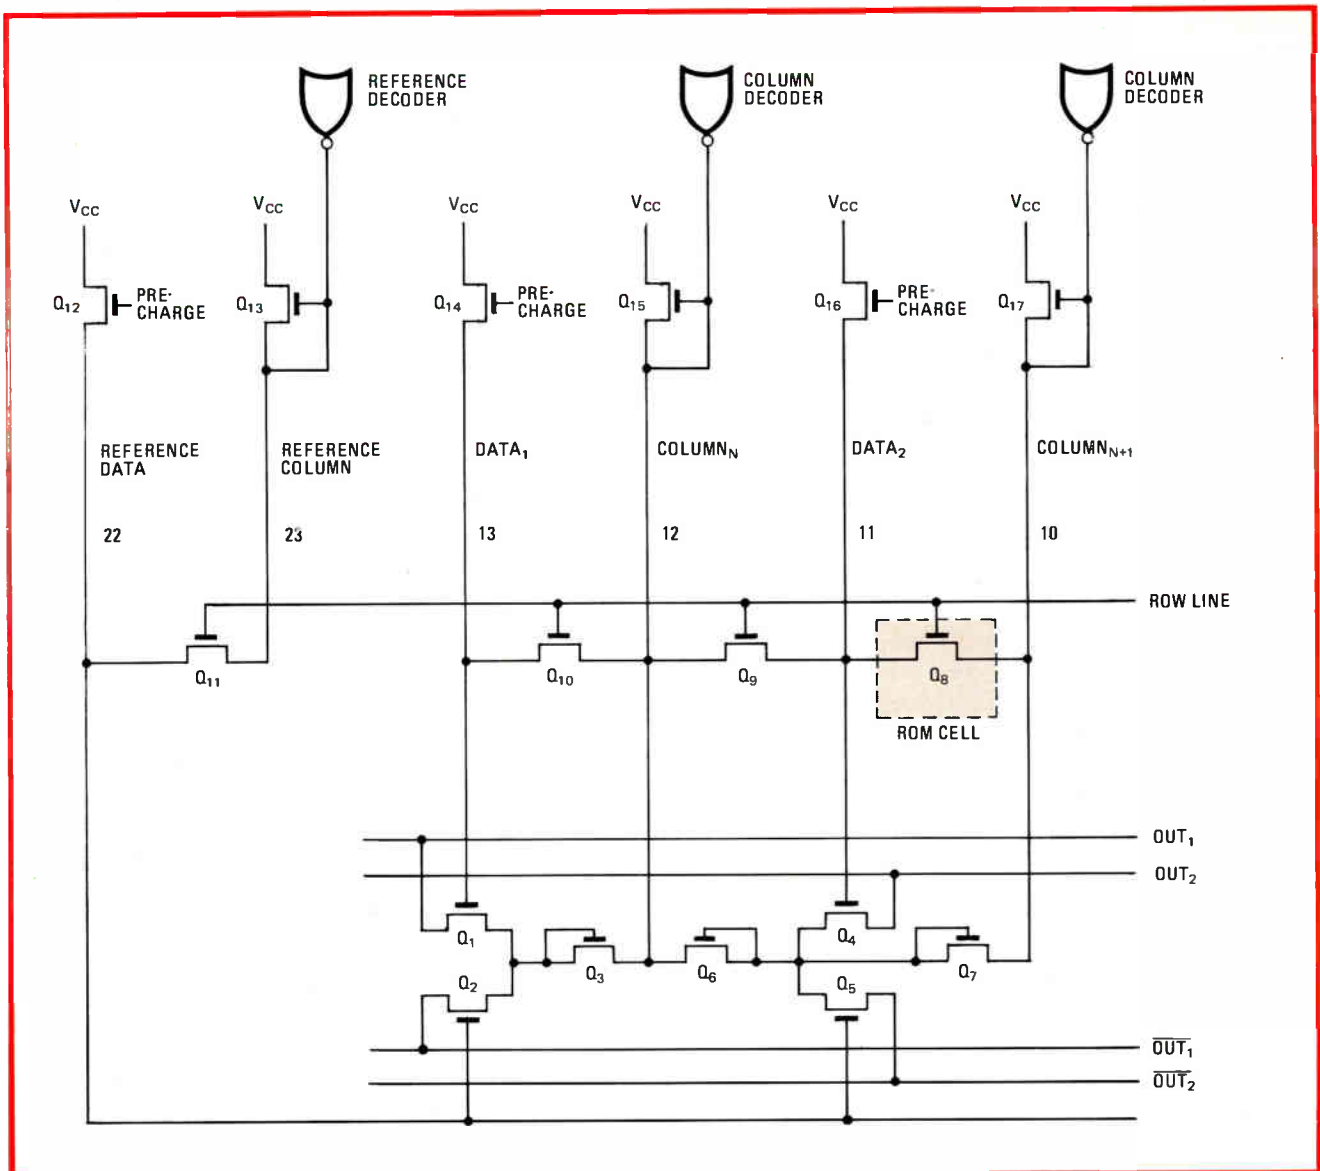 REFERENCE
DECODER
COLUMN
DECODER
COLUMN
DECODER
VCC
VCC
VCC
VCC
VCC
VCC
Q12
PRE-
CHARGE
Q13
Q14
PRE-
CHARGE
Q15
Q16
PRE-
CHARGE
Q17
REFERENCE
DATA
REFERENCE
COLUMN
DATA1
COLUMNN
DATA2
COLUMNN+1
22
23
13
12
11
10
ROW LINE
Q11
Q10
Q9
Q8
ROM CELL
OUT1
OUT2
Q1
Q4
Q3
Q6
Q7
Q2
Q5
O̅U̅T̅1
O̅U̅T̅2